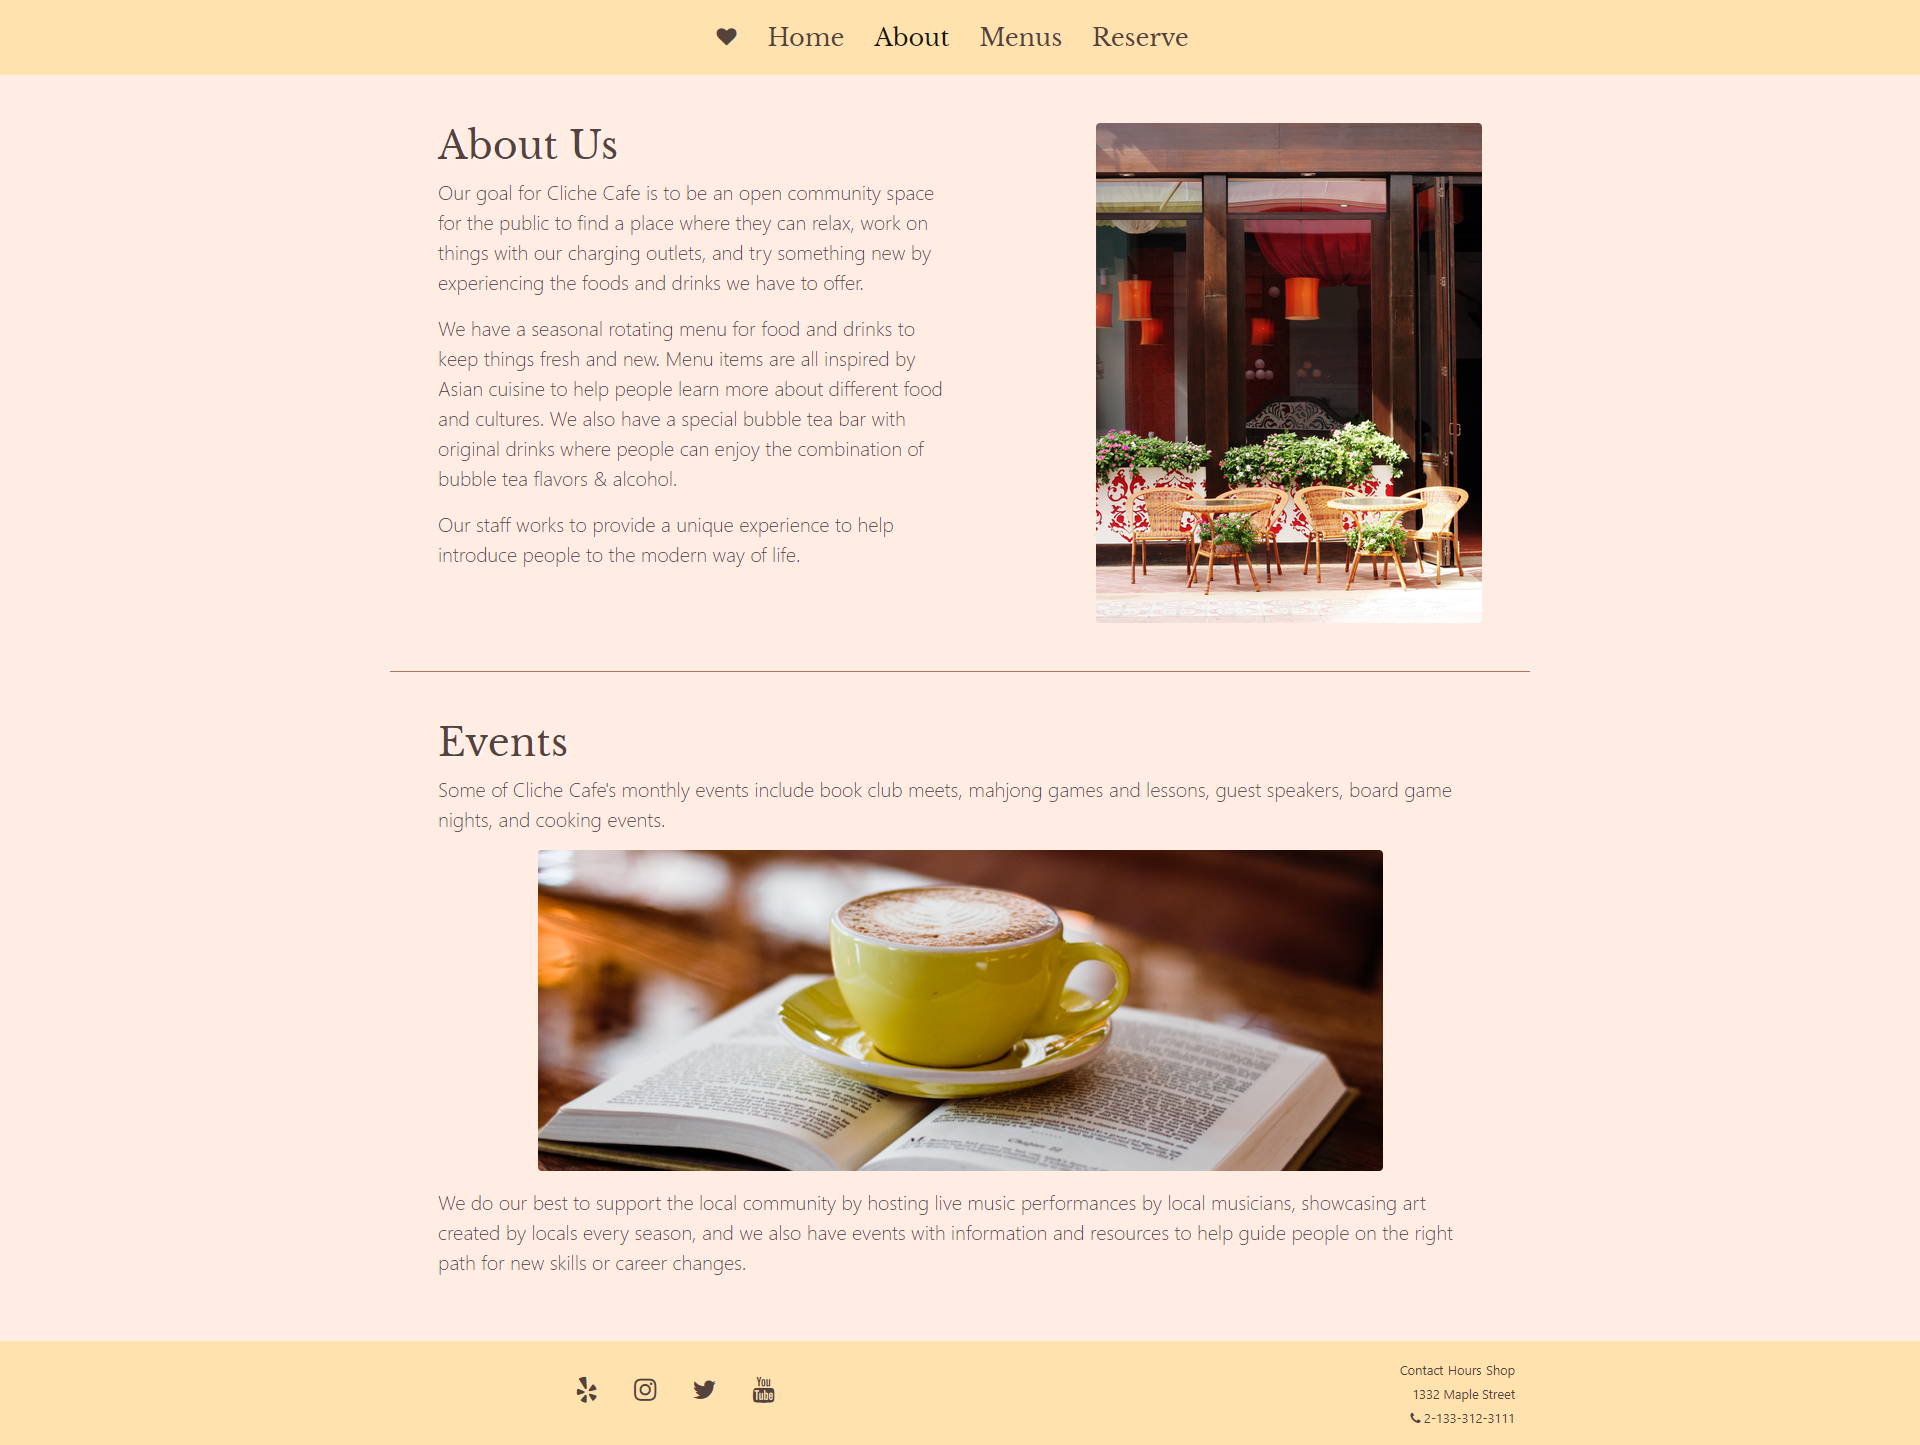 Home About Menus Reserve
About Us
Our goal for Cliche Cafe is to be an open community space
for the public to find a place where they can relax, work on
things with our charging outlets, and try something new by
experiencing the foods and drinks we have to offer.
We have a seasonal rotating menu for food and drinks to
keep things fresh and new. Menu items are all inspired by
Asian cuisine to help people learn more about different food
and cultures. We also have a special bubble tea bar with
original drinks where people can enjoy the combination of
bubble tea flavors & alcohol.
Our staff works to provide a unique experience to help
introduce people to the modern way of life.
Events
Some of Cliche Cafe's monthly events include book club meets, mahjong games and lessons, guest speakers, board game
nights, and cooking events.
We do our best to support the local community by hosting live music performances by local musicians, showcasing art
created by locals every season, and we also have events with information and resources to help guide people on the right
path for new skills or career changes.
You
Tube
Contact Hours Shop
1332 Maple Street
2-133-312-3111